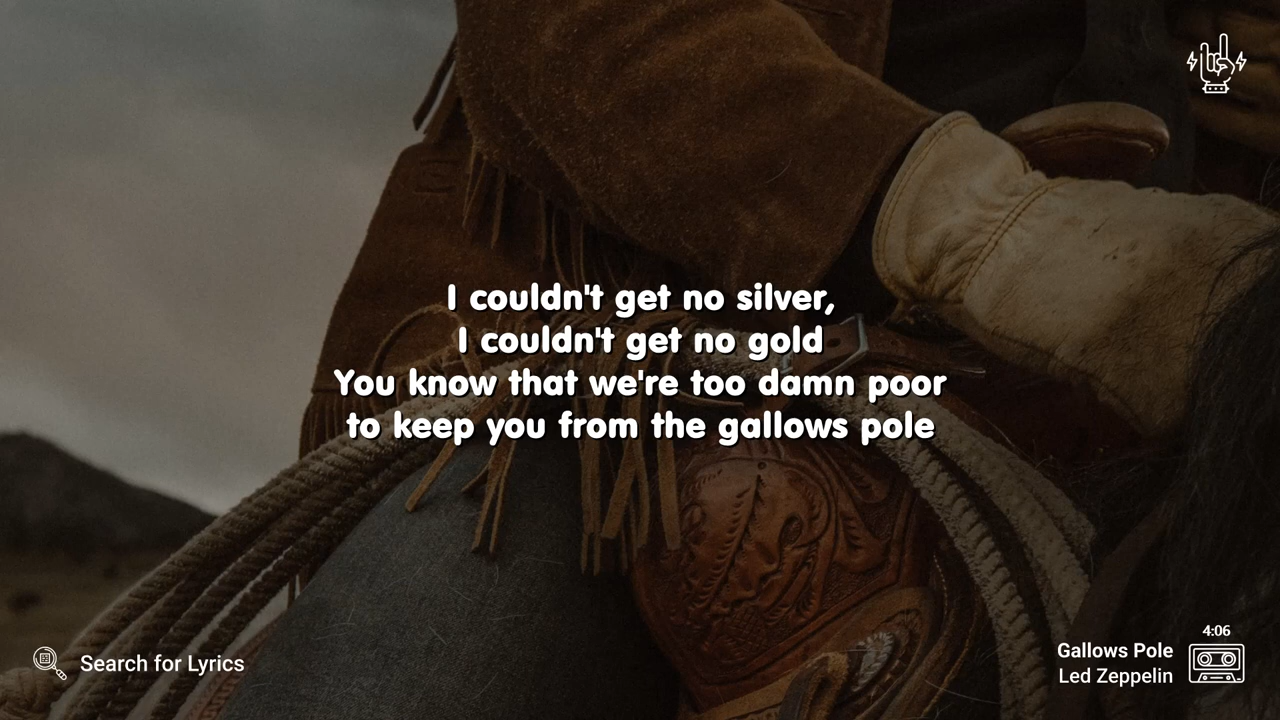 I couldn't get no silver,
I couldn't get no gold
You know that we're too damn poor
to keep you from the gallows pole
Search for Lyrics
4:06
Gallows Pole
Led Zeppelin